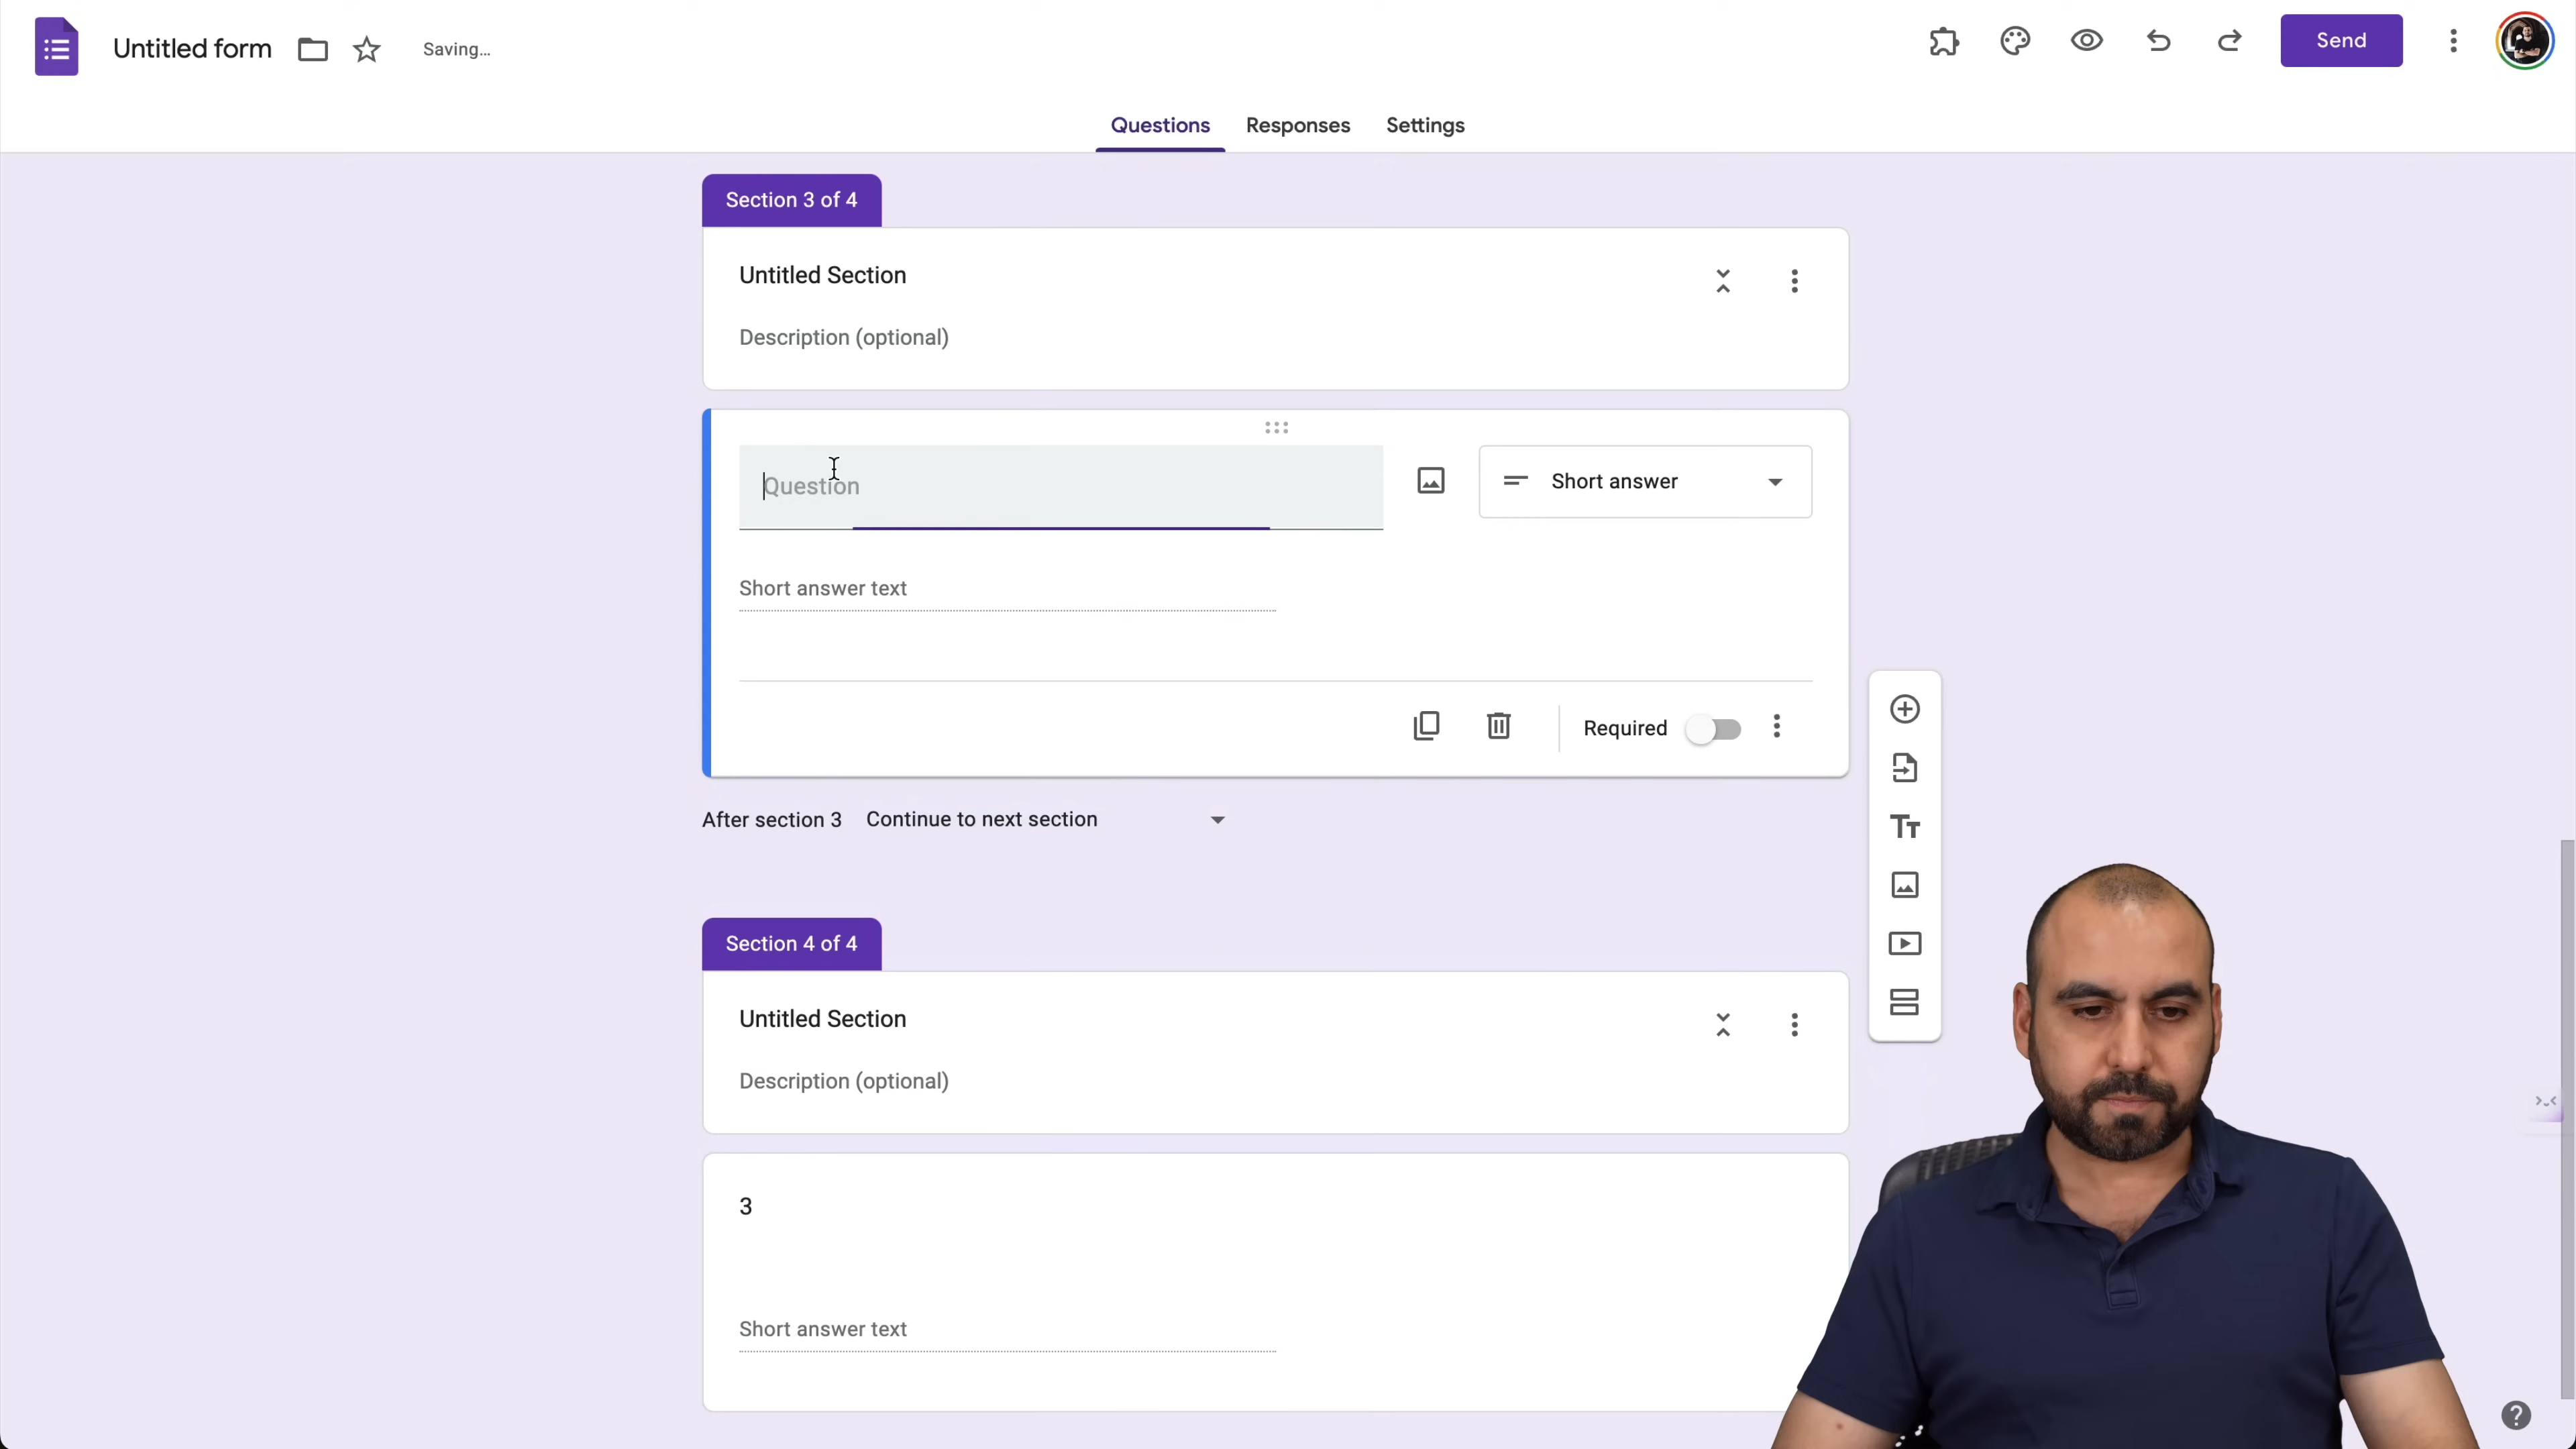 Untitled form
Saving...
Send
Questions
Responses
Settings
Section 3 of 4
Untitled Section
Description (optional)
Question
Short answer
Short answer text
Required
After section 3 Continue to next section
Section 4 of 4
Untitled Section
Description (optional)
3
Short answer text